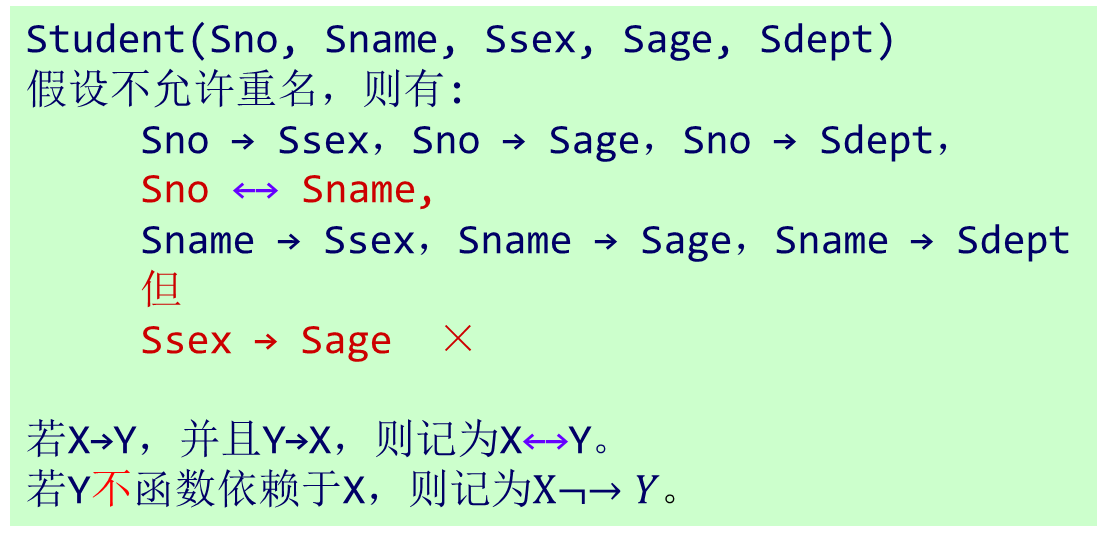 Student(Sno, Sname, Ssex, Sage, Sdept)
假设不允许重名，则有:
Sno → Ssex，Sno → Sage，Sno → Sdept，
Sno ←→ Sname,
Sname → Ssex，Sname → Sage，Sname → Sdept
但
Ssex → Sage ×
若X→Y，并且Y→X，则记为X←→Y。
若Y不函数依赖于X，则记为X¬→ Y。